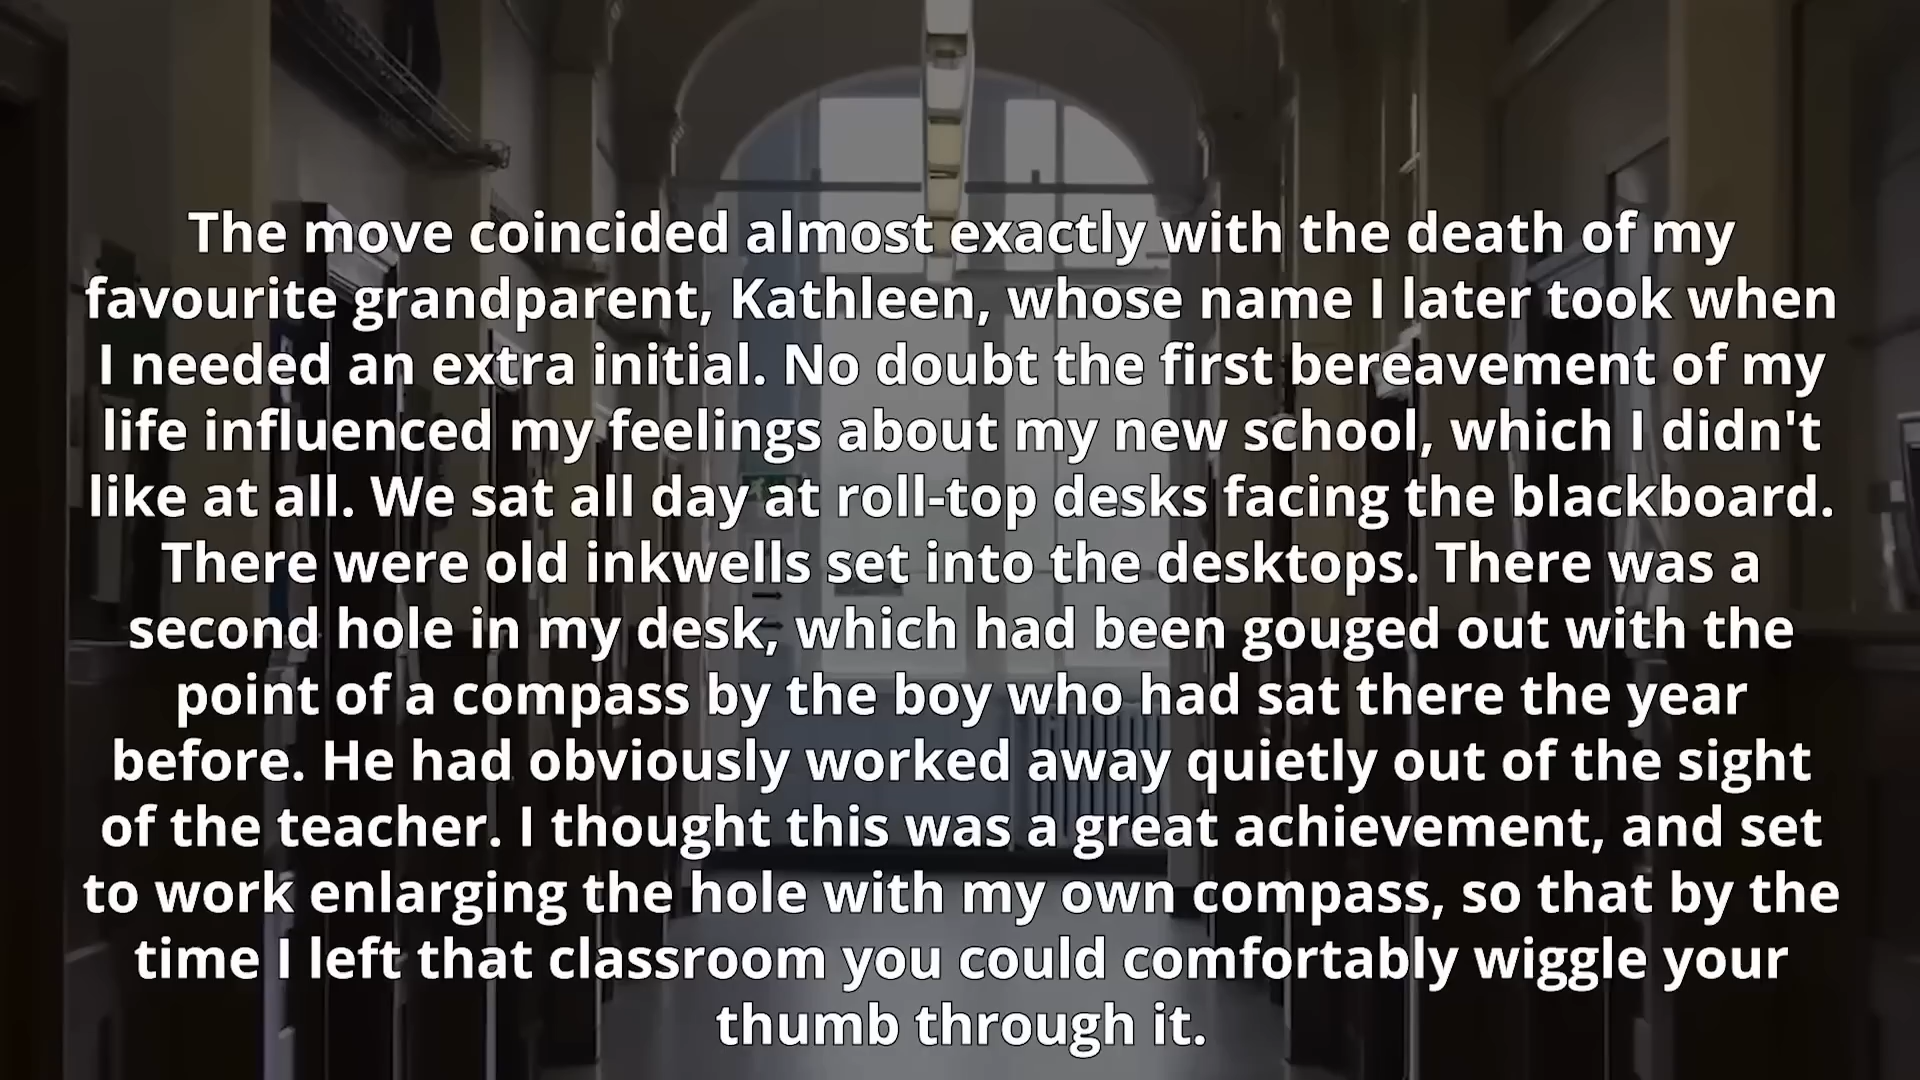 The move coincided almost exactly with the death of my
favourite grandparent, Kathleen, whose name I later took when
I needed an extra initial. No doubt the first bereavement of my
life influenced my feelings about my new school, which I didn't
like at all. We sat all day at roll-top desks facing the blackboard.
There were old inkwells set into the desktops. There was a
second hole in my desk, which had been gouged out with the
point of a compass by the boy who had sat there the year
before. He had obviously worked away quietly out of the sight
of the teacher. I thought this was a great achievement, and set
to work enlarging the hole with my own compass, so that by the
time I left that classroom you could comfortably wiggle your
thumb through it.